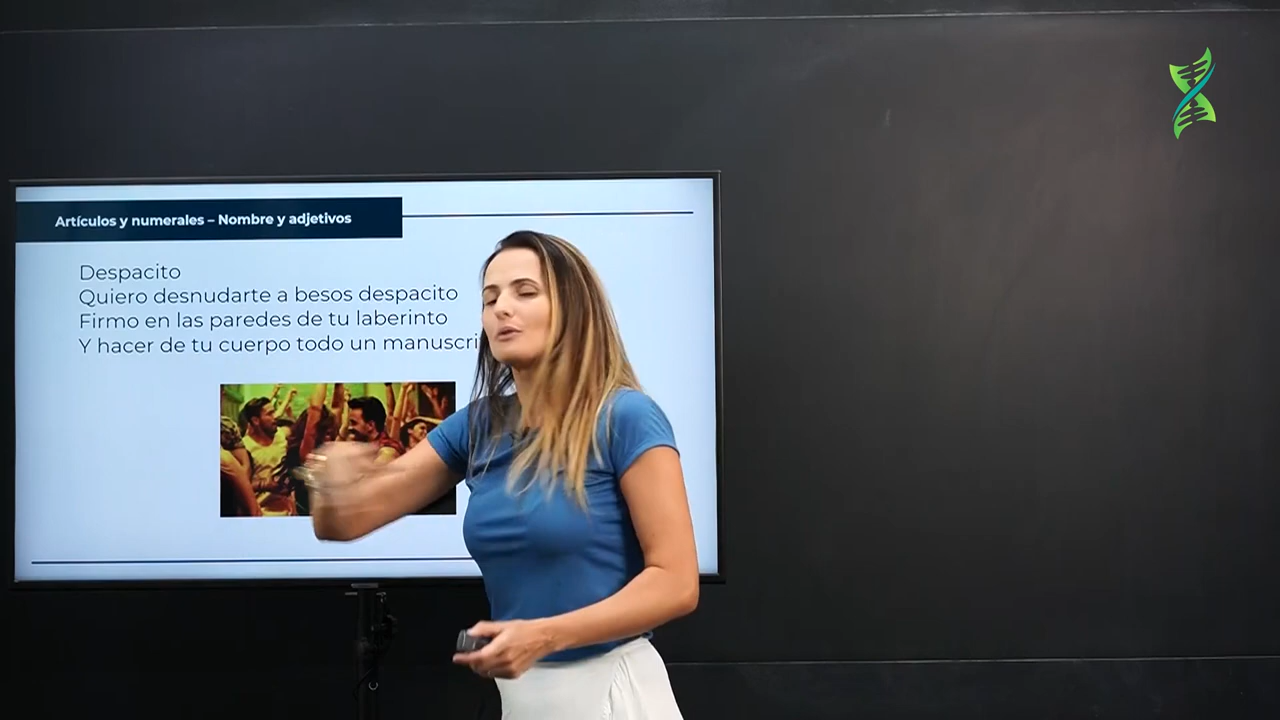 Artículos y numerales – Nombre y adjetivos
Despacito
Quiero desnudarte a besos despacito
Firmo en las paredes de tu laberinto
Y hacer de tu cuerpo todo un